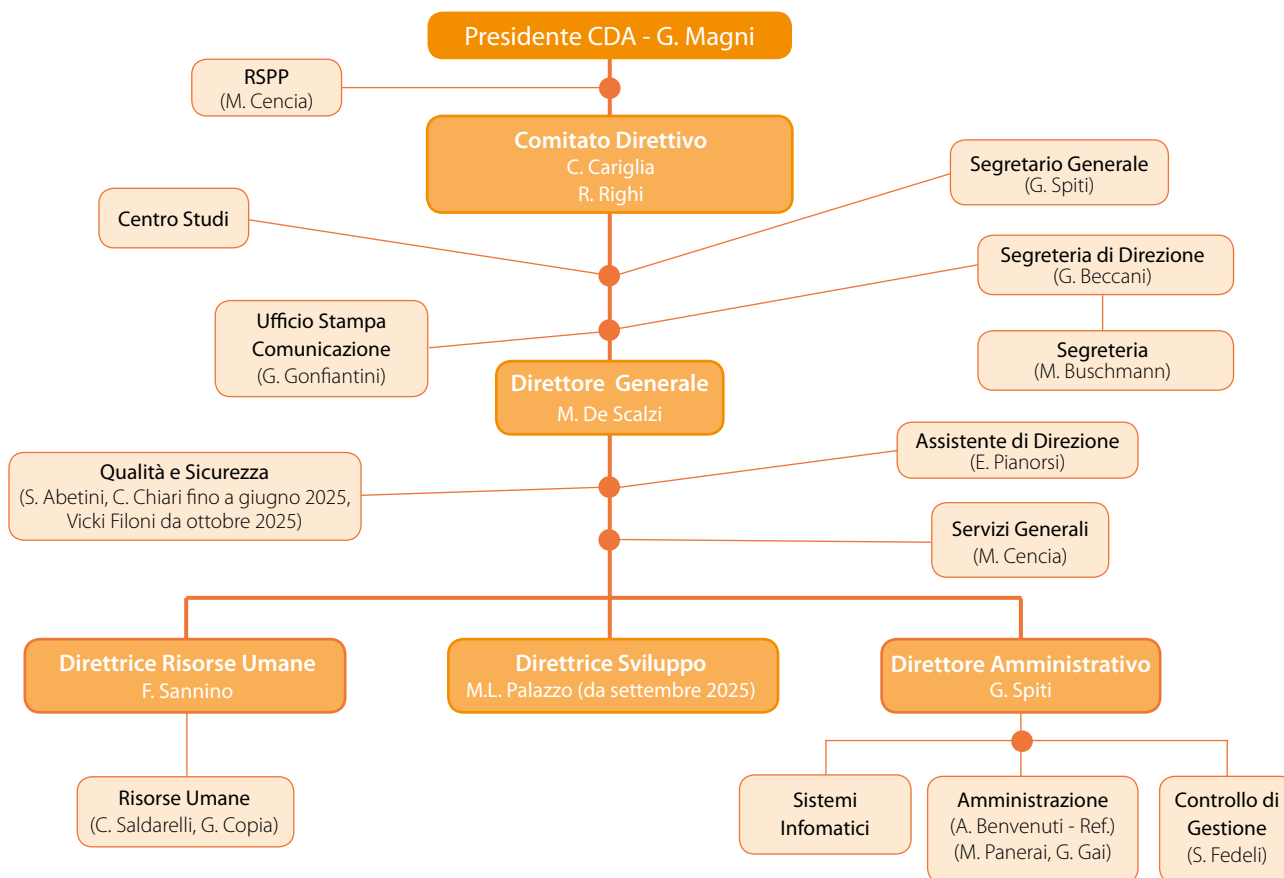 Presidente CDA - G. Magni
RSPP
(M. Cencia)
Comitato Direttivo
C. Cariglia
R. Righi
Segretario Generale
(G. Spiti)
Centro Studi
Segreteria di Direzione
(G. Beccani)
Ufficio Stampa
Comunicazione
(G. Gonfiantini)
Segreteria
(M. Buschmann)
Direttore Generale
M. De Scalzi
Assistente di Direzione
(E. Pianorsi)
Qualità e Sicurezza
(S. Abetini, C. Chiari fino a giugno 2025,
Vicki Filoni da ottobre 2025)
Servizi Generali
(M. Cencia)
Direttrice Risorse Umane
F. Sannino
Direttrice Sviluppo
M.L. Palazzo (da settembre 2025)
Direttore Amministrativo
G. Spiti
Risorse Umane
(C. Saldarelli, G. Copia)
Sistemi
Infomatici
Amministrazione
(A. Benvenuti - Ref.)
(M. Panerai, G. Gai)
Controllo di
Gestione
(S. Fedeli)